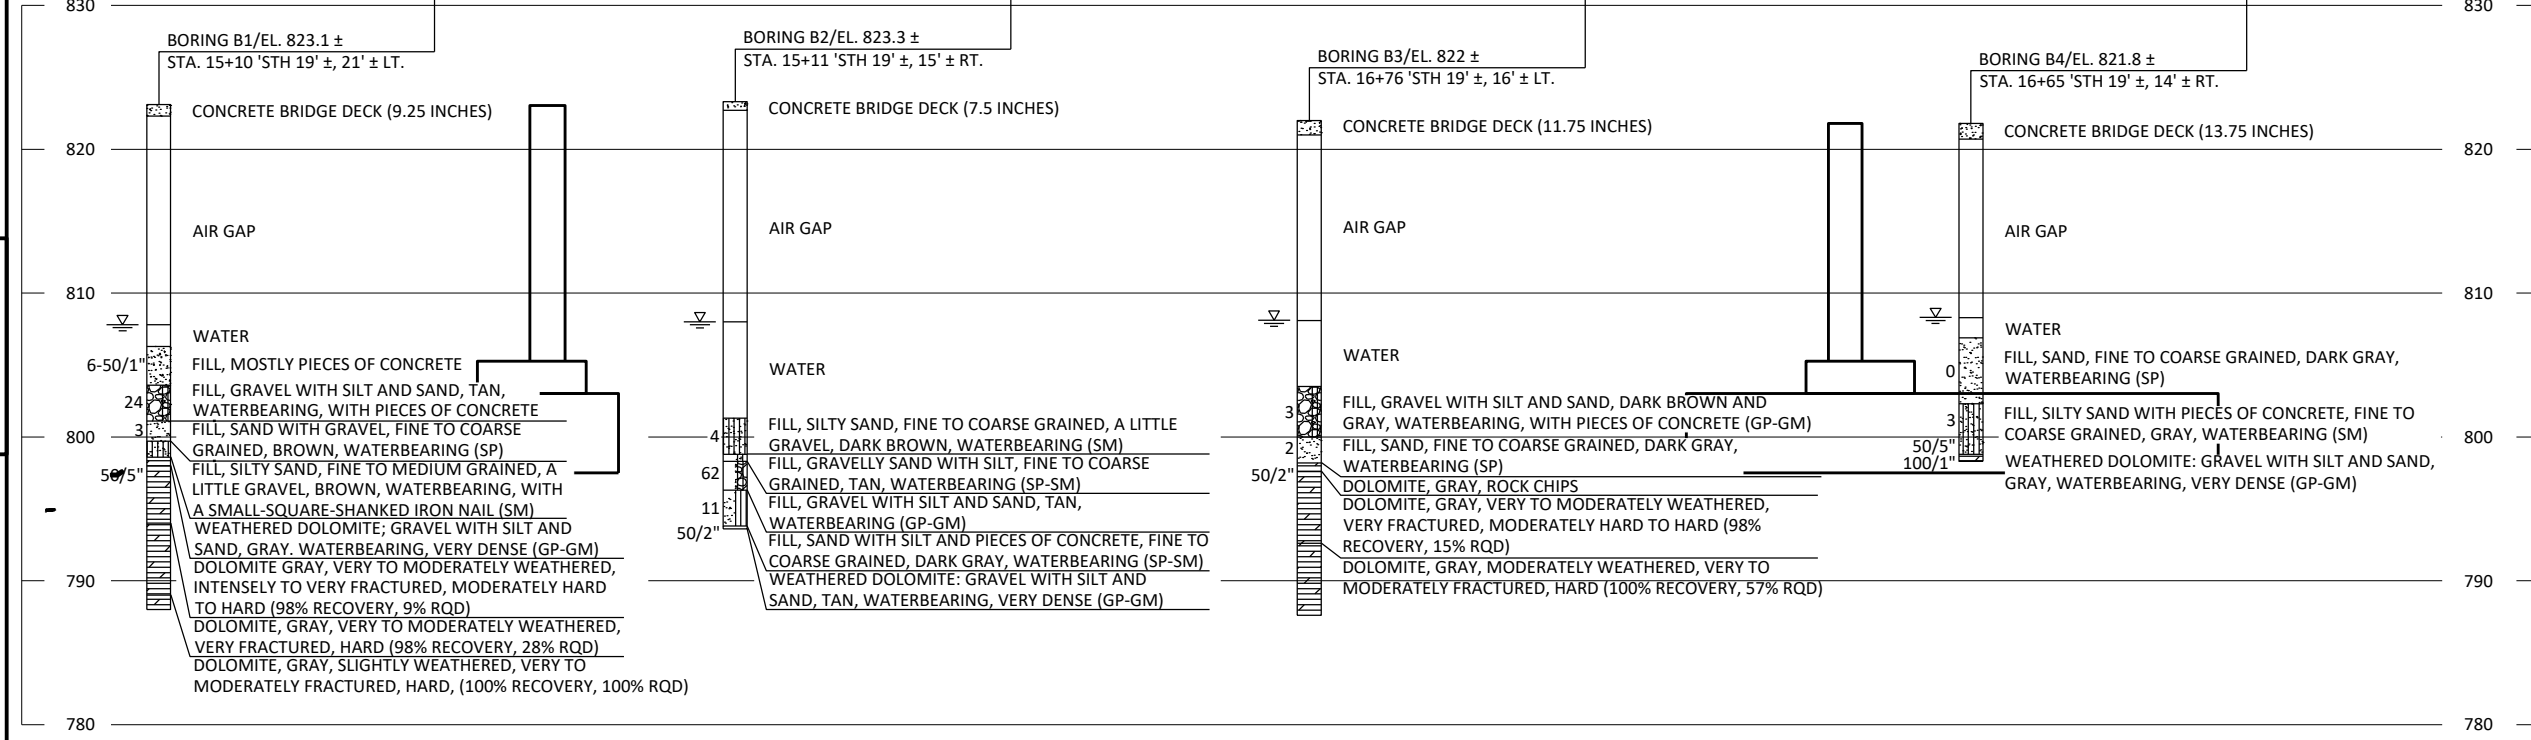 830
830
BORING B1/EL. 823.1 ±
STA. 15+10 'STH 19' ±, 21' ± LT.
CONCRETE BRIDGE DECK (9.25 INCHES)
820
AIR GAP
810
WATER
6-50/1"
FILL, MOSTLY PIECES OF CONCRETE
24
FILL, GRAVEL WITH SILT AND SAND, TAN,
WATERBEARING, WITH PIECES OF CONCRETE
3
800
FILL, SAND WITH GRAVEL, FINE TO COARSE
GRAINED, BROWN, WATERBEARING (SP)
50/5"
FILL, SILTY SAND, FINE TO MEDIUM GRAINED, A
LITTLE GRAVEL, BROWN, WATERBEARING, WITH
A SMALL-SQUARE-SHANKED IRON NAIL (SM)
WEATHERED DOLOMITE; GRAVEL WITH SILT AND
SAND, GRAY. WATERBEARING, VERY DENSE (GP-GM)
790
DOLOMITE GRAY, VERY TO MODERATELY WEATHERED,
INTENSELY TO VERY FRACTURED, MODERATELY HARD
TO HARD (98% RECOVERY, 9% RQD)
DOLOMITE, GRAY, VERY TO MODERATELY WEATHERED,
VERY FRACTURED, HARD (98% RECOVERY, 28% RQD)
DOLOMITE, GRAY, SLIGHTLY WEATHERED, VERY TO
MODERATELY FRACTURED, HARD, (100% RECOVERY, 100% RQD)
780
BORING B2/EL. 823.3 ±
STA. 15+11 'STH 19' ±, 15' ± RT.
CONCRETE BRIDGE DECK (7.5 INCHES)
AIR GAP
WATER
4
FILL, SILTY SAND, FINE TO COARSE GRAINED, A LITTLE
GRAVEL, DARK BROWN, WATERBEARING (SM)
62
FILL, GRAVELLY SAND WITH SILT, FINE TO COARSE
GRAINED, TAN, WATERBEARING (SP-SM)
11
FILL, GRAVEL WITH SILT AND SAND, TAN,
WATERBEARING (GP-GM)
50/2"
FILL, SAND WITH SILT AND PIECES OF CONCRETE, FINE TO
COARSE GRAINED, DARK GRAY, WATERBEARING (SP-SM)
WEATHERED DOLOMITE: GRAVEL WITH SILT AND
SAND, TAN, WATERBEARING, VERY DENSE (GP-GM)
BORING B3/EL. 822 ±
STA. 16+76 'STH 19' ±, 16' ± LT.
CONCRETE BRIDGE DECK (11.75 INCHES)
AIR GAP
WATER
3
FILL, GRAVEL WITH SILT AND SAND, DARK BROWN AND
GRAY, WATERBEARING, WITH PIECES OF CONCRETE (GP-GM)
2
FILL, SAND, FINE TO COARSE GRAINED, DARK GRAY,
WATERBEARING (SP)
50/2"
DOLOMITE, GRAY, ROCK CHIPS
DOLOMITE, GRAY, VERY TO MODERATELY WEATHERED,
VERY FRACTURED, MODERATELY HARD TO HARD (98%
RECOVERY, 15% RQD)
DOLOMITE, GRAY, MODERATELY WEATHERED, VERY TO
MODERATELY FRACTURED, HARD (100% RECOVERY, 57% RQD)
BORING B4/EL. 821.8 ±
STA. 16+65 'STH 19' ±, 14' ± RT.
CONCRETE BRIDGE DECK (13.75 INCHES)
820
AIR GAP
810
WATER
0
FILL, SAND, FINE TO COARSE GRAINED, DARK GRAY,
WATERBEARING (SP)
3
FILL, SILTY SAND WITH PIECES OF CONCRETE, FINE TO
COARSE GRAINED, GRAY, WATERBEARING (SM)
800
50/5"
100/1"
WEATHERED DOLOMITE: GRAVEL WITH SILT AND SAND,
GRAY, WATERBEARING, VERY DENSE (GP-GM)
790
780